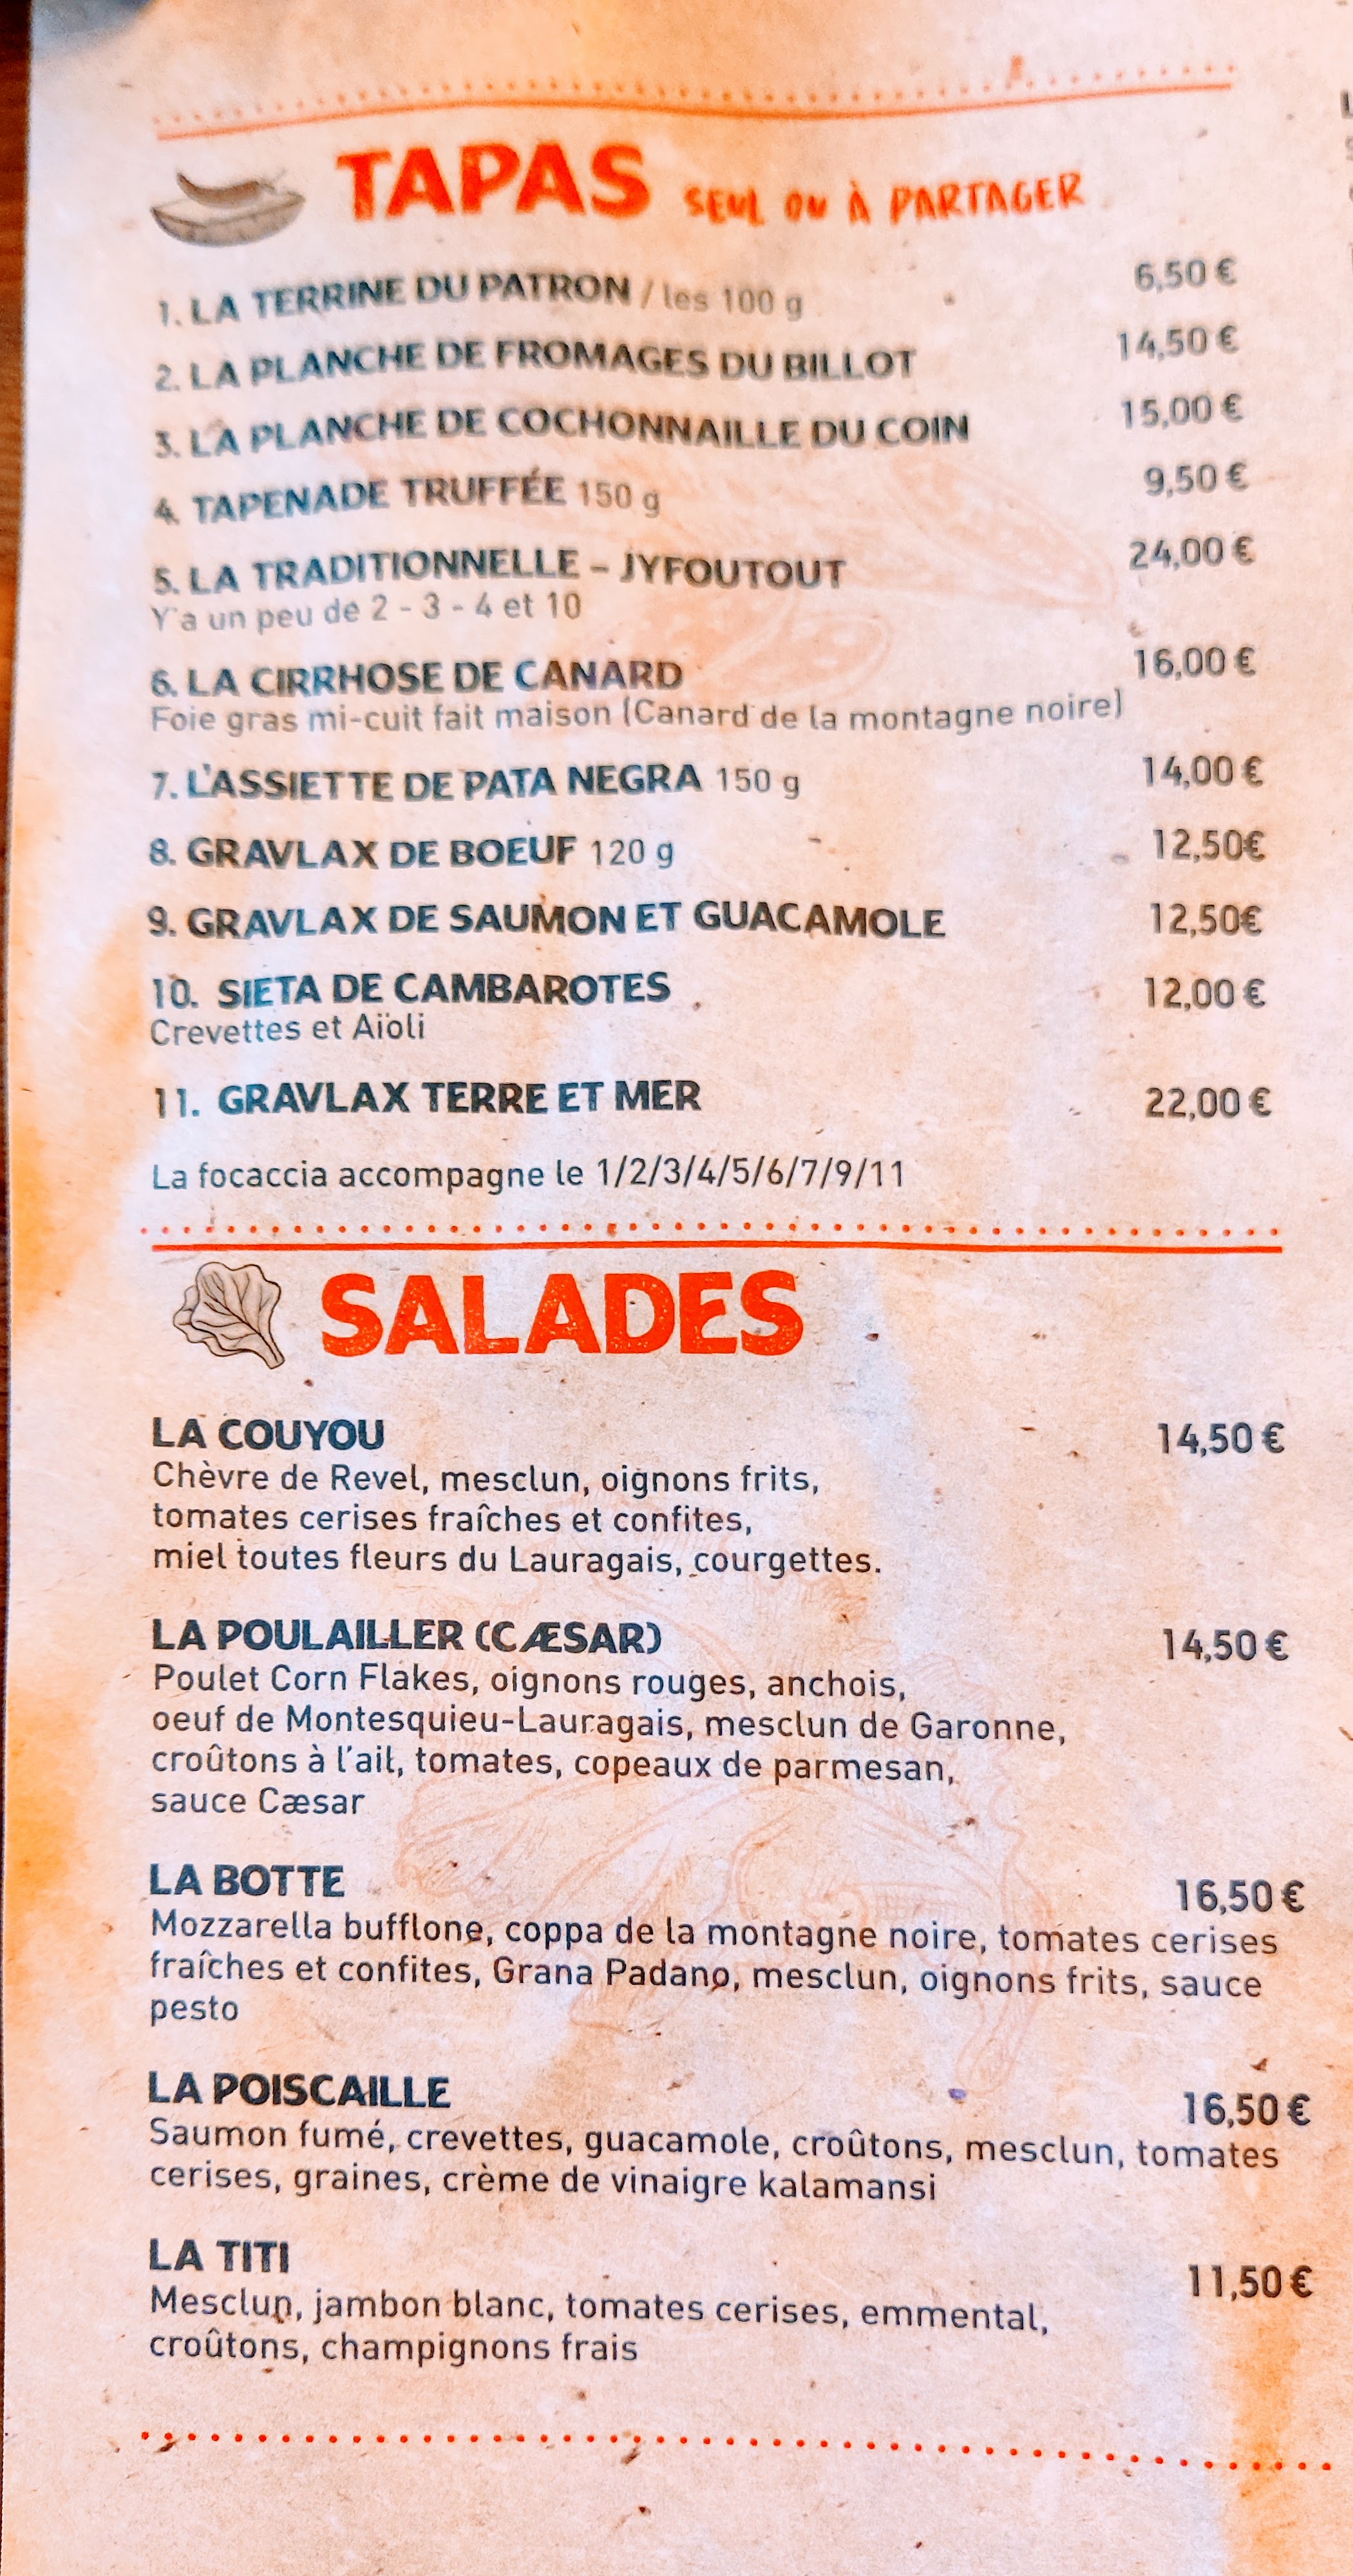 TAPAS SEUL OU À PARTAGER
1. LA TERRINE DU PATRON / les 100 g 6,50 €
2. LA PLANCHE DE FROMAGES DU BILLOT 14,50 €
3. LA PLANCHE DE COCHONNAILLE DU COIN 15,00 €
4. TAPENADE TRUFFÉE 150 g 9,50 €
5. LA TRADITIONNELLE - JYFOUTOUT 24,00 €
Y'a un peu de 2 - 3 - 4 et 10
6. LA CIRRHOSE DE CANARD 16,00 €
Foie gras mi-cuit fait maison (Canard de la montagne noire)
7. L'ASSIETTE DE PATA NEGRA 150 g 14,00 €
8. GRAVLAX DE BOEUF 120 g 12,50€
9. GRAVLAX DE SAUMON ET GUACAMOLE 12,50€
10. SIETA DE CAMBAROTES 12,00 €
Crevettes et Aïoli
11. GRAVLAX TERRE ET MER 22,00 €
La focaccia accompagne le 1/2/3/4/5/6/7/9/11
SALADES
LA COUYOU 14,50 €
Chèvre de Revel, mesclun, oignons frits,
tomates cerises fraîches et confites,
miel toutes fleurs du Lauragais, courgettes.
LA POULAILLER (CÆSAR) 14,50 €
Poulet Corn Flakes, oignons rouges, anchois,
oeuf de Montesquieu-Lauragais, mesclun de Garonne,
croûtons à l'ail, tomates, copeaux de parmesan,
sauce Cæsar
LA BOTTE 16,50 €
Mozzarella bufflone, coppa de la montagne noire, tomates cerises
fraîches et confites, Grana Padano, mesclun, oignons frits, sauce
pesto
LA POISCAILLE 16,50 €
Saumon fumé, crevettes, guacamole, croûtons, mesclun, tomates
cerises, graines, crème de vinaigre kalamansi
LA TITI 11,50 €
Mesclun, jambon blanc, tomates cerises, emmental,
croûtons, champignons frais